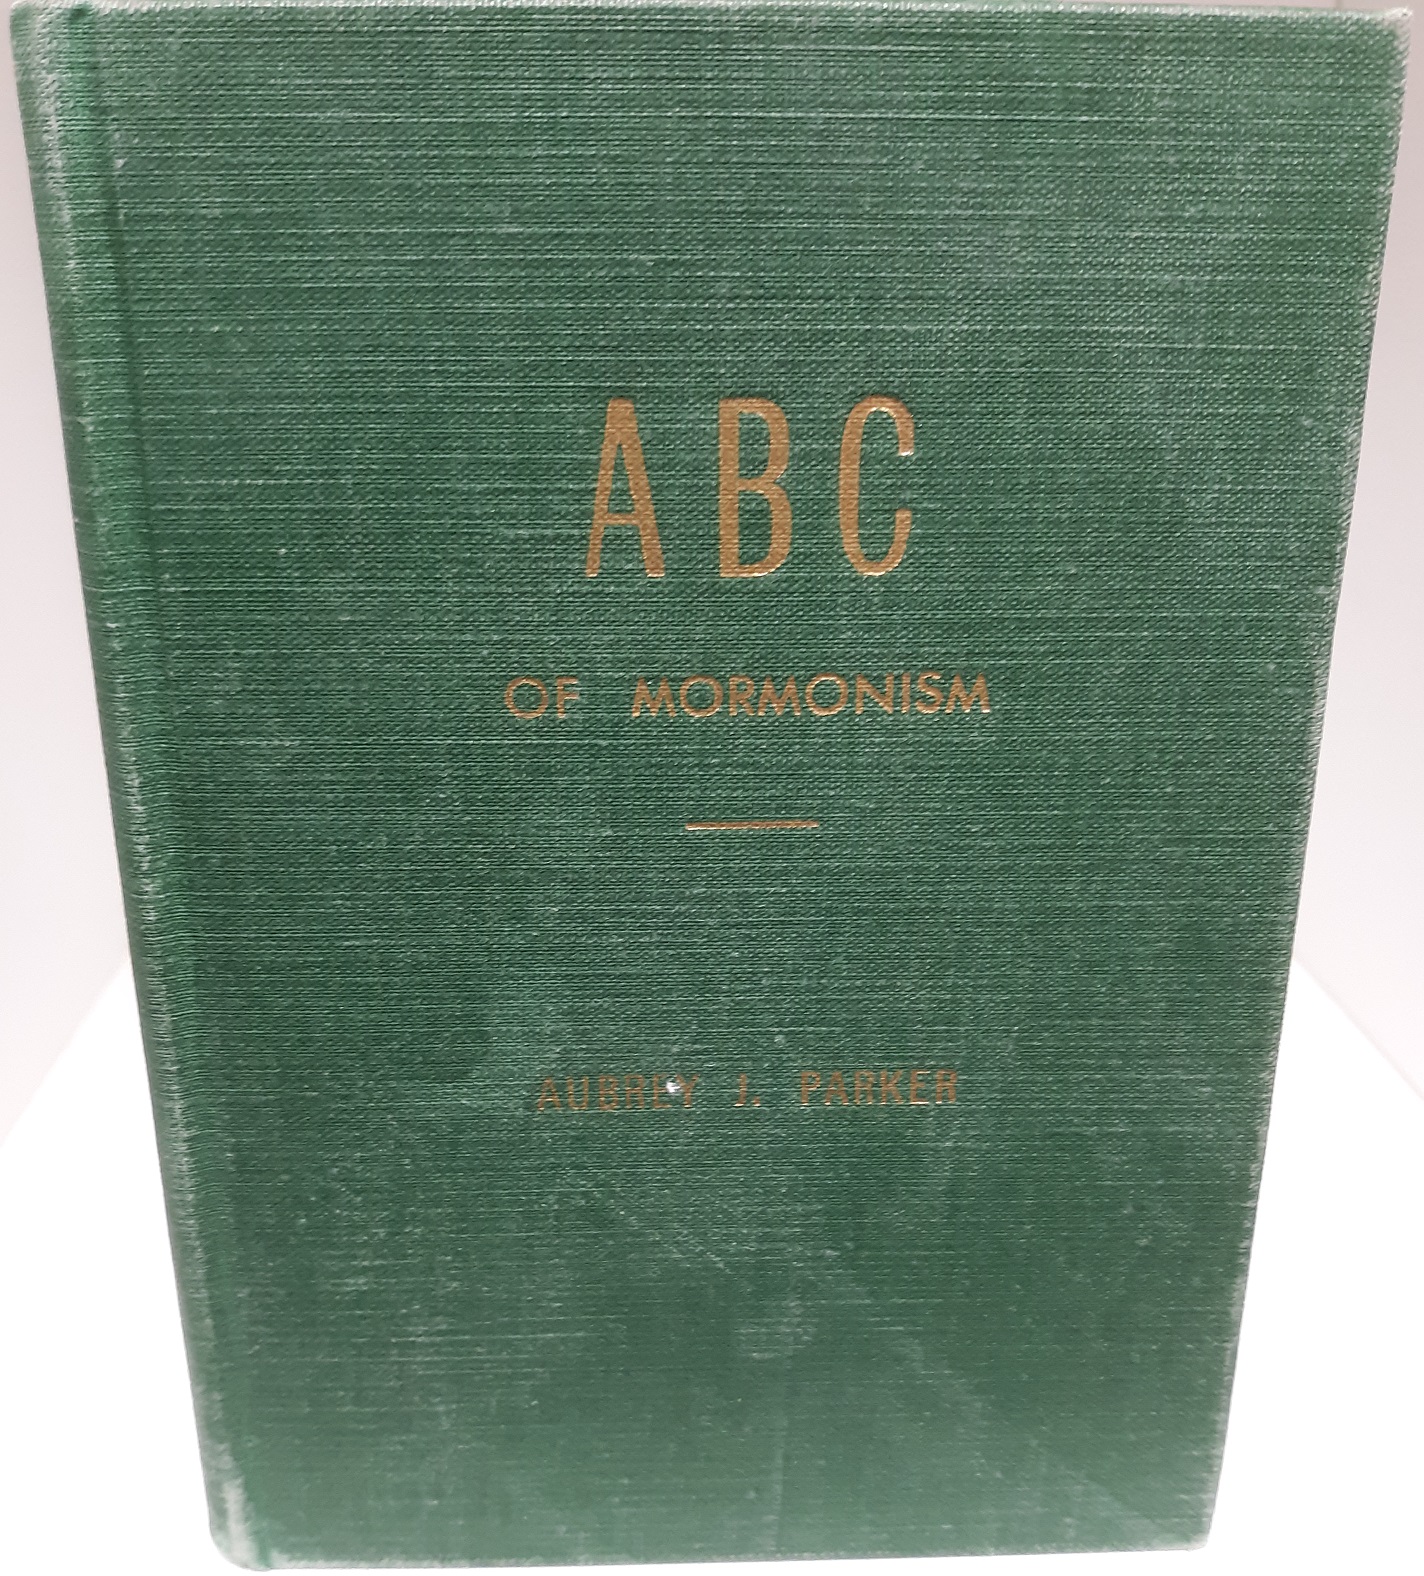 ABC
OF MORMONISM
AUBREY J. PARKER